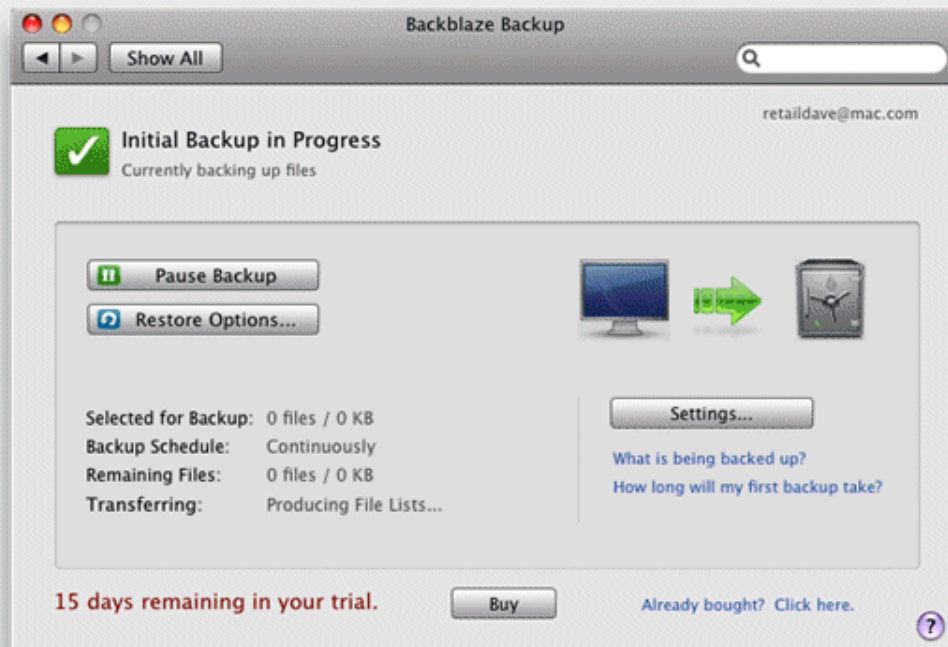 Backblaze Backup
Show All
retaildave@mac.com
Initial Backup in Progress
Currently backing up files
Pause Backup
Restore Options...
Selected for Backup: 0 files / 0 KB
Backup Schedule: Continuously
Remaining Files: 0 files / 0 KB
Transferring: Producing File Lists...
Settings...
What is being backed up?
How long will my first backup take?
15 days remaining in your trial.
Buy
Already bought? Click here.
?